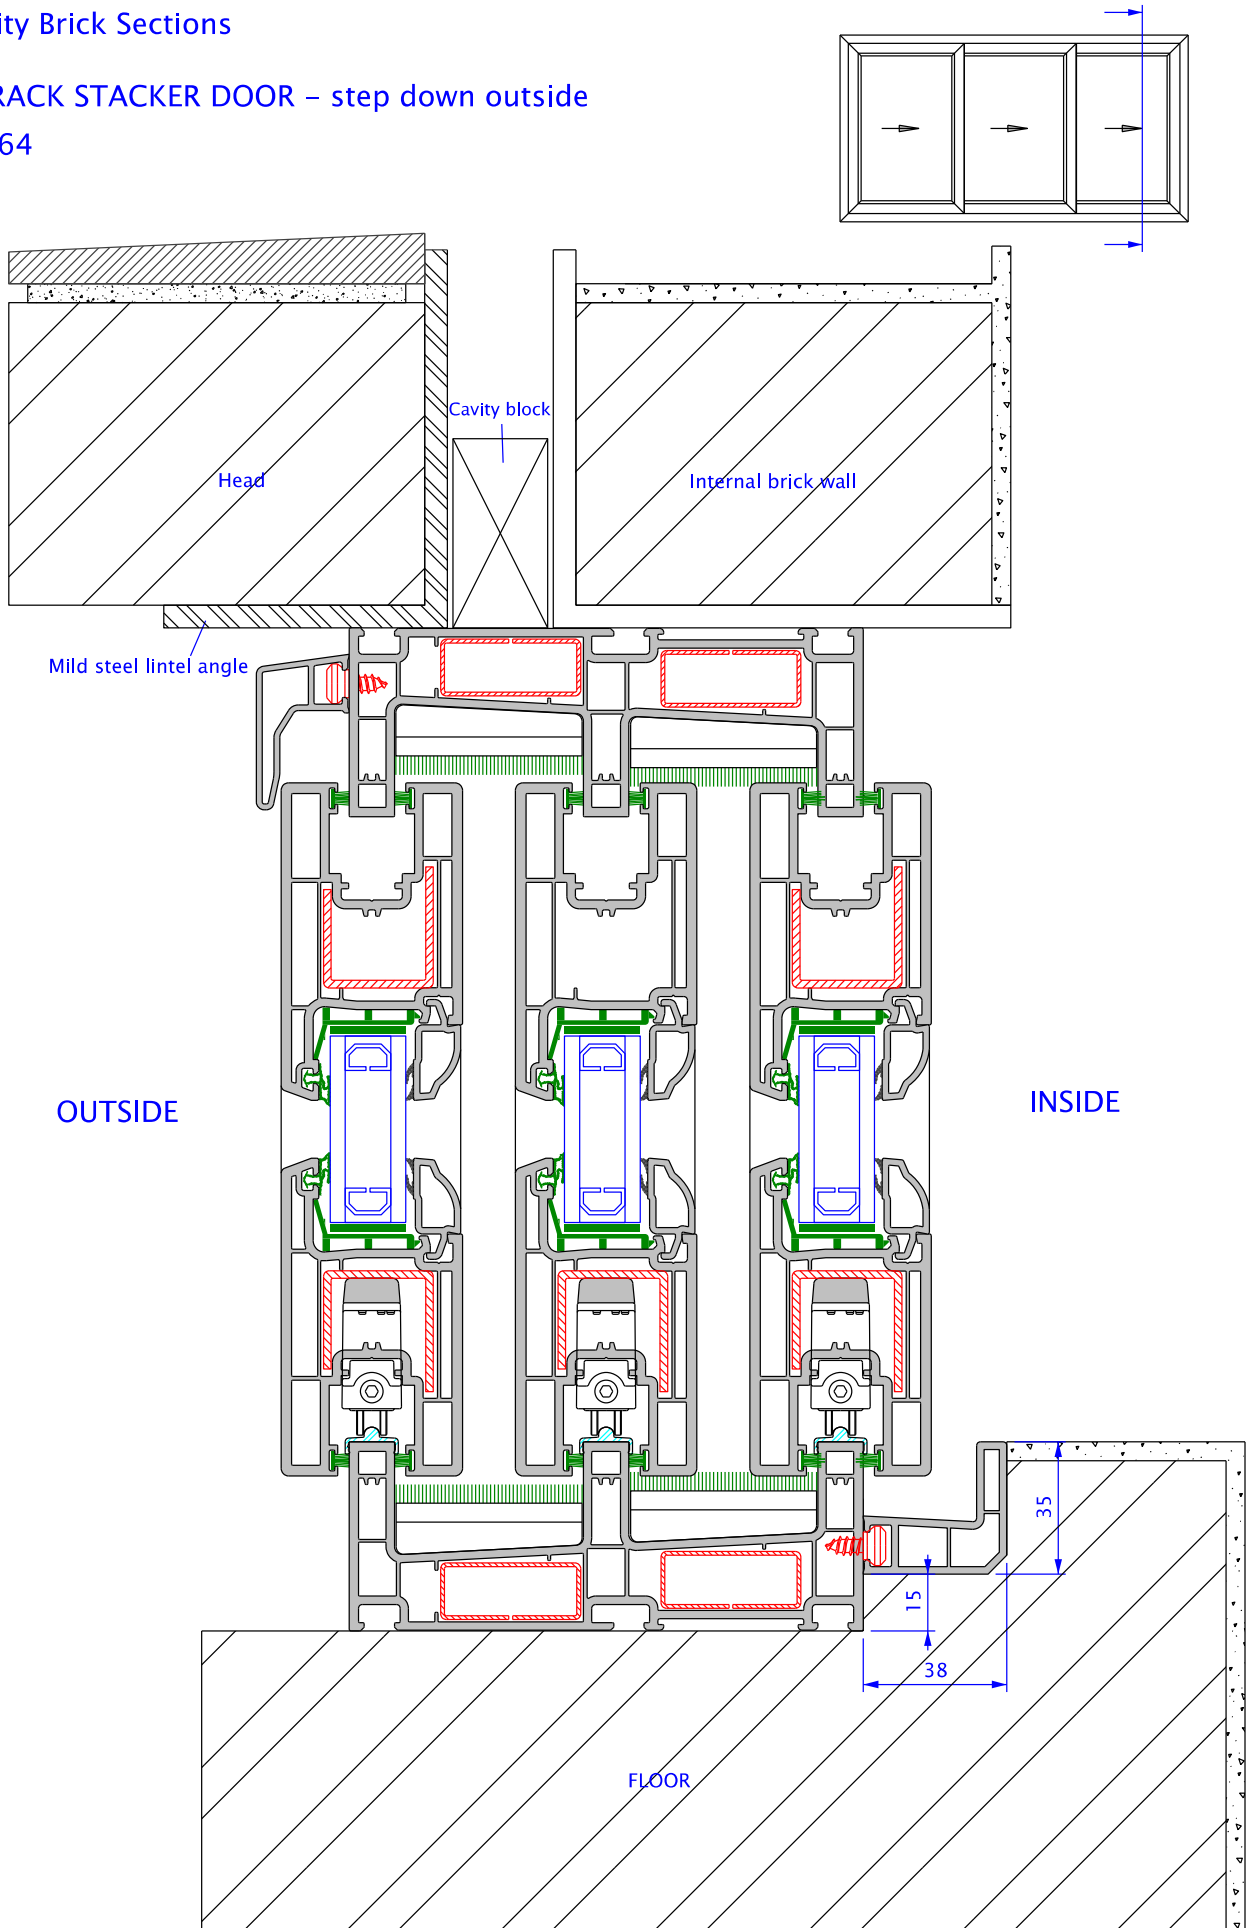 ity Brick Sections
RACK STACKER DOOR – step down outside
64
Cavity block
Head
Internal brick wall
Mild steel lintel angle
OUTSIDE
INSIDE
35
15
38
FLOOR